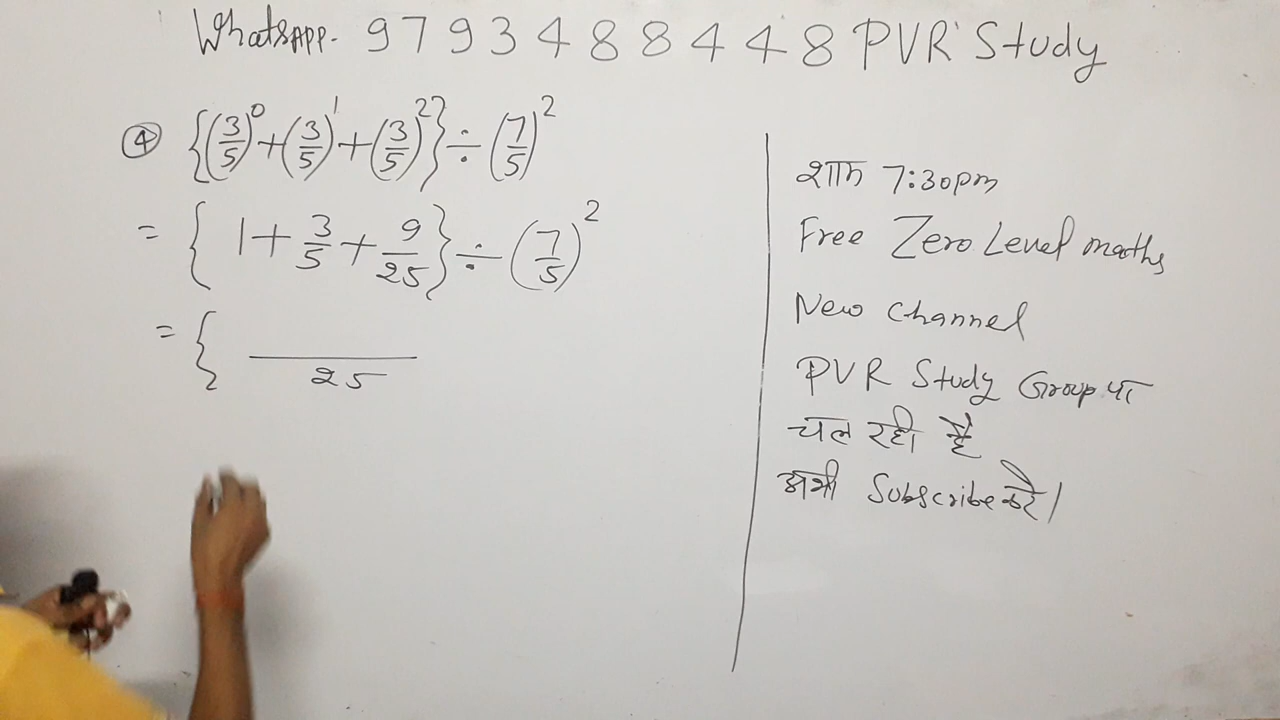 WhatsAPP. 9793488448 PVR Study
④ {(3/5)^0+(3/5)^1+(3/5)^2}÷(7/5)^2
= {1+3/5+9/25}÷(7/5)^2
= { ―/25
शाम 7:30pm
Free Zero Level maths
New Channel
PVR Study Group पर
चल रही है
अभी Subscribe करें।